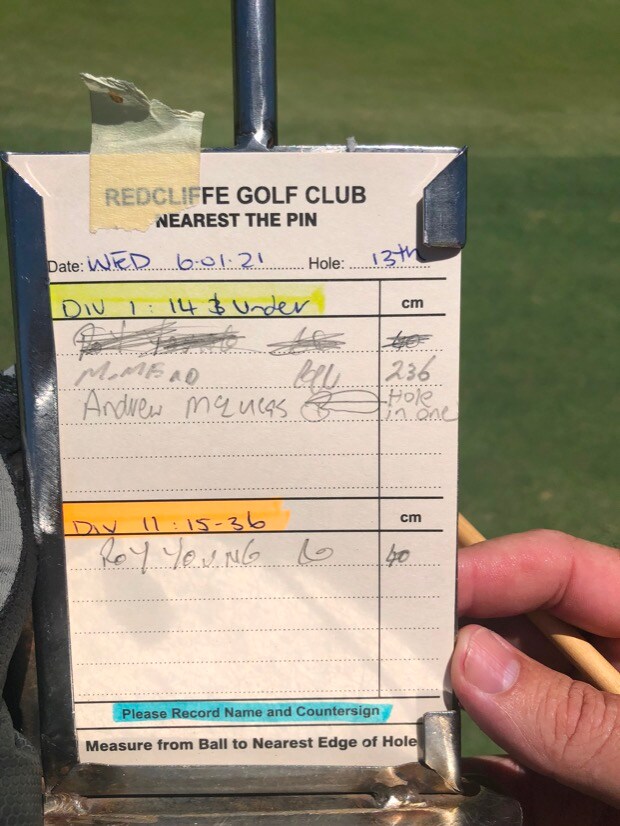 REDCLIFFE GOLF CLUB
NEAREST THE PIN
Date: WED 6.01.21 Hole: 13th
DIV 1: 14 & Under cm
236
Andrew Hole in one
DIV 11: 15-36 cm
ROY YOUNG 40
Please Record Name and Countersign
Measure from Ball to Nearest Edge of Hole